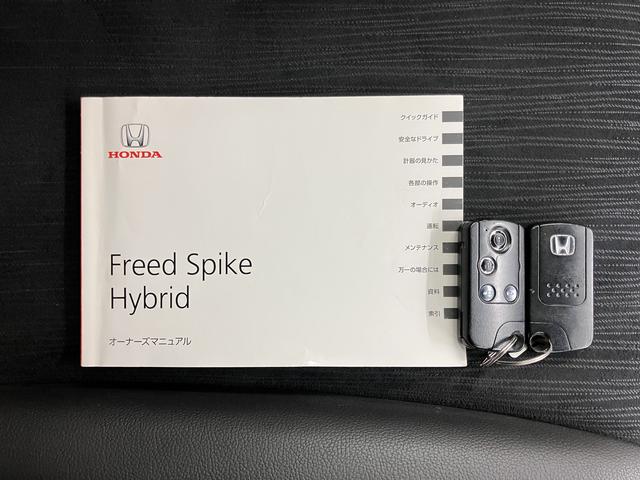 HONDA
Freed Spike
Hybrid
オーナーズマニュアル
クイックガイド
安全なドライブ
計器の見かた
各部の操作
オーディオ
運転
メンテナンス
万一の場合には
資料
索引